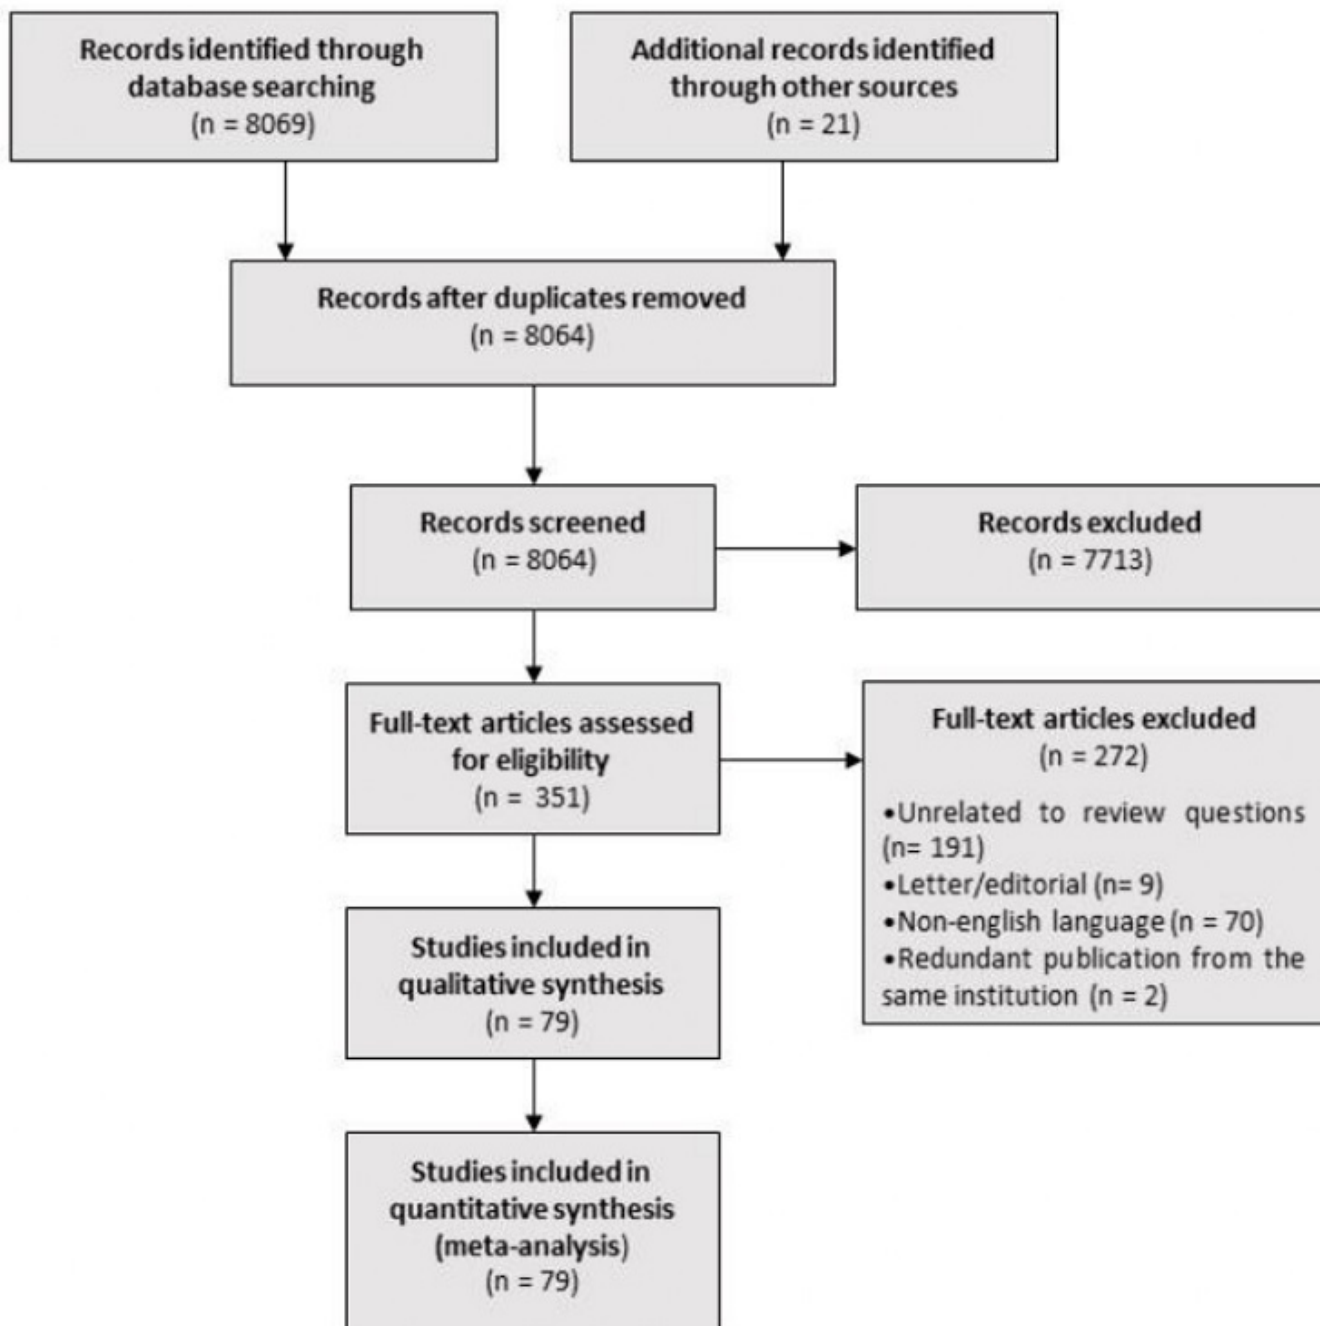 Records identified through
database searching
(n = 8069)
Additional records identified
through other sources
(n = 21)
Records after duplicates removed
(n = 8064)
Records screened
(n = 8064)
Records excluded
(n = 7713)
Full-text articles assessed
for eligibility
(n = 351)
Full-text articles excluded
(n = 272)
•Unrelated to review questions
(n= 191)
•Letter/editorial (n= 9)
•Non-english language (n = 70)
•Redundant publication from the
same institution (n = 2)
Studies included in
qualitative synthesis
(n = 79)
Studies included in
quantitative synthesis
(meta-analysis)
(n = 79)